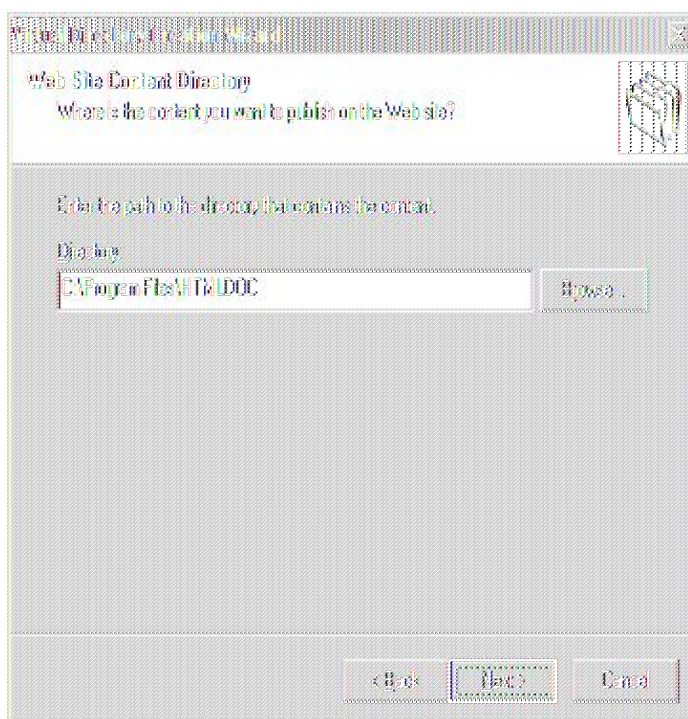 Virtual Directory Creation Wizard
Web Site Content Directory
Where is the content you want to publish on the Web site?
Enter the path to the directory that contains the content.
Directory:
C:\Program Files\HTMLDOC
Browse...
< Back
Next >
Cancel